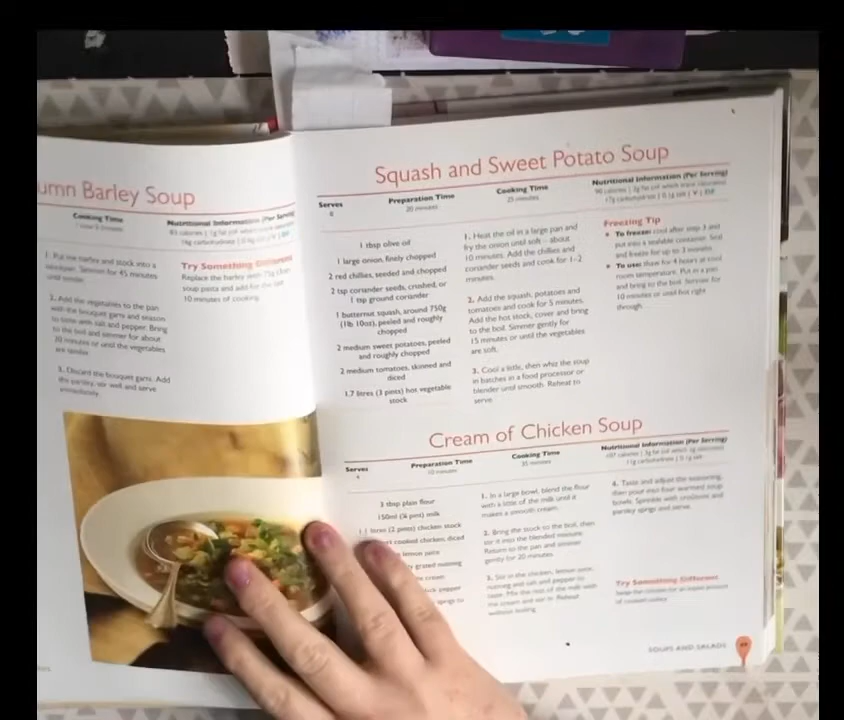 umn Barley Soup
Cooking Time
Nutritional Information (Per Serving)
1. Put the barley and stock into a
saucepan. Simmer for 45 minutes
until tender.
2. Add the vegetables to the pan
with the bouquet garni and season
to taste with salt and pepper. Bring
to the boil and simmer for about
20 minutes or until the vegetables
are tender.
3. Discard the bouquet garni. Add
the parsley, stir well and serve
immediately.
Try Something Different
Replace the barley with 75g
soup pasta and add for the last
10 minutes of cooking.
Squash and Sweet Potato Soup
Serves
Preparation Time
20 minutes
Cooking Time
25 minutes
Nutritional Information (Per Serving)
1 tbsp olive oil
1 large onion, finely chopped
2 red chillies, seeded and chopped
2 tsp coriander seeds, crushed, or
1 tsp ground coriander
1 butternut squash, around 750g
(1lb 10oz), peeled and roughly
chopped
2 medium sweet potatoes, peeled
and roughly chopped
2 medium tomatoes, skinned and
diced
1.7 litres (3 pints) hot vegetable
stock
1. Heat the oil in a large pan and
fry the onion until soft – about
10 minutes. Add the chillies and
coriander seeds and cook for 1–2
minutes.
2. Add the squash, potatoes and
tomatoes and cook for 5 minutes.
Add the hot stock, cover and bring
to the boil. Simmer gently for
15 minutes or until the vegetables
are soft.
3. Cool a little, then whiz the soup
in batches in a food processor or
blender until smooth. Reheat to
serve.
Freezing Tip
To freeze: cool after step 3 and
put into a sealable container. Seal
and freeze for up to 3 months.
To use: thaw for 4 hours at cool
room temperature. Put in a pan
and bring to the boil. Simmer for
10 minutes or until hot right
through.
Cream of Chicken Soup
Serves
4
Preparation Time
10 minutes
Cooking Time
35 minutes
Nutritional Information (Per Serving)
3 tbsp plain flour
150ml (¼ pint) milk
litres (2 pints) chicken stock
cooked chicken, diced
lemon juice
grated nutmeg
cream
pepper
sprigs to
1. In a large bowl, blend the flour
with a little of the milk until it
makes a smooth cream.
2. Bring the stock to the boil, then
stir it into the blended mixture.
Return to the pan and simmer
gently for 20 minutes.
3. Stir in the chicken, lemon juice,
nutmeg and salt and pepper to
taste. Mix the rest of the milk with
the cream and stir in. Reheat
without boiling.
4. Taste and adjust the seasoning,
then pour into four warmed soup
bowls. Sprinkle with croûtons and
parsley sprigs and serve.
Try Something Different
SOUPS AND SALADS